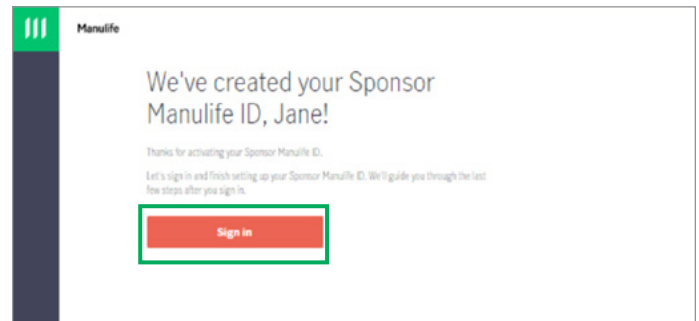 Manulife
We've created your Sponsor
Manulife ID, Jane!
Thanks for activating your Sponsor Manulife ID.
Let's sign in and finish setting up your Sponsor Manulife ID. We'll guide you through the last
few steps after you sign in.
Sign in